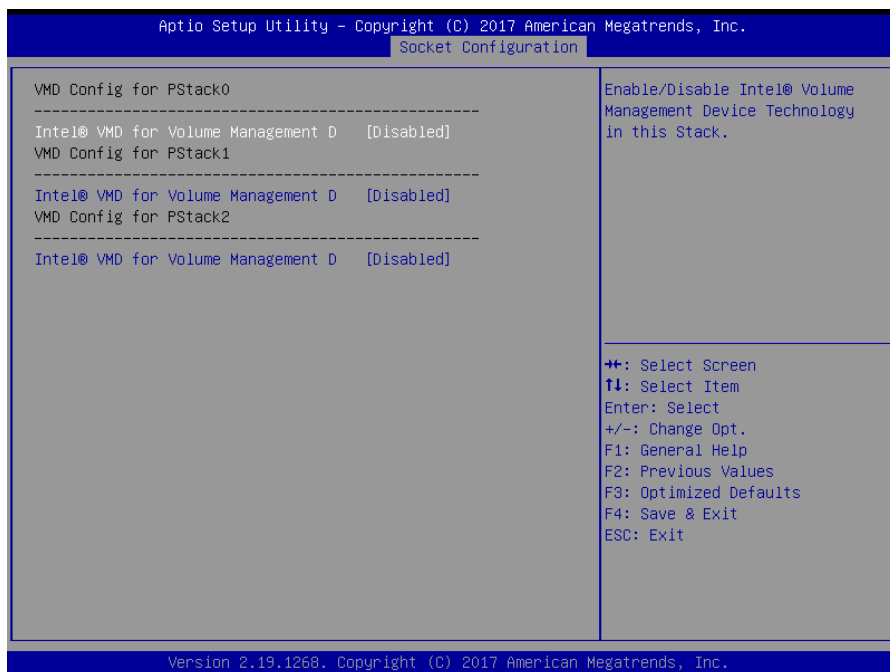 Aptio Setup Utility – Copyright (C) 2017 American Megatrends, Inc.
Socket Configuration
VMD Config for PStack0
--------------------------------------------------
Intel® VMD for Volume Management D [Disabled]
VMD Config for PStack1
--------------------------------------------------
Intel® VMD for Volume Management D [Disabled]
VMD Config for PStack2
--------------------------------------------------
Intel® VMD for Volume Management D [Disabled]
Enable/Disable Intel® Volume
Management Device Technology
in this Stack.
→←: Select Screen
↑↓: Select Item
Enter: Select
+/-: Change Opt.
F1: General Help
F2: Previous Values
F3: Optimized Defaults
F4: Save & Exit
ESC: Exit
Version 2.19.1268. Copyright (C) 2017 American Megatrends, Inc.